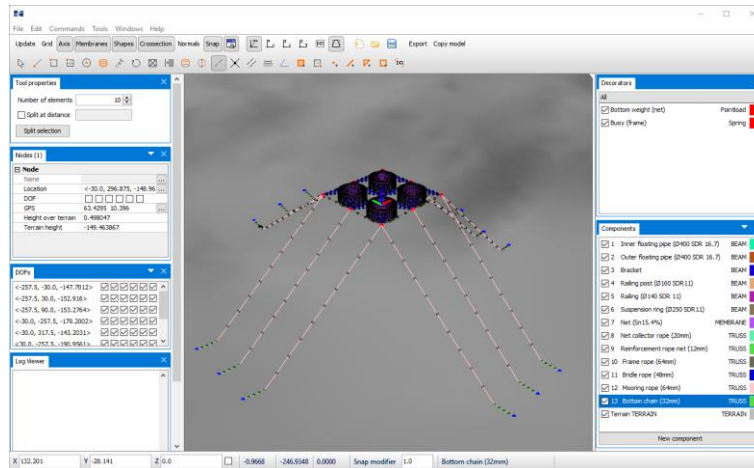 File Edit Commands Tools Windows Help
Update Grid Axis Membranes Shapes Crossection Normals Snap Export Copy model
Tool properties
Number of elements 10
Split at distance
Split selection
Nodes (1)
Node
Name
Location <-30.0, 296.875, -148.96
DOF
GPS 63.4295 10.396
Height over terrain 0.498047
Terrain height -149.463867
DOFs
<-257.5, -30.0, -147.7012>
<-257.5, 30.0, -152.916>
<-257.5, 90.0, -153.2764>
<-30.0, -257.5, -179.2002>
<-30.0, 317.5, -143.2031>
<30.0, -257.5, -190.9561>
Log Viewer
Decorators
All
Bottom weight (net) Pointload
Buoy (frame) Spring
Components
1 Inner floating pipe (Ø400 SDR 16.7) BEAM
2 Outer floating pipe (Ø400 SDR 16.7) BEAM
3 Bracket BEAM
4 Railing post (Ø160 SDR11) BEAM
5 Railing (Ø140 SDR 11) BEAM
6 Suspension ring (Ø250 SDR11) BEAM
7 Net (Sn15.4%) MEMBRANE
8 Net collector rope (20mm) TRUSS
9 Reinforcement rope net (12mm) TRUSS
10 Frame rope (64mm) TRUSS
11 Bridle rope (48mm) TRUSS
12 Mooring rope (64mm) TRUSS
13 Bottom chain (32mm) TRUSS
Terrain TERRAIN TERRAIN
New component
X 132.201 Y -28.141 Z 0.0 -0.9668 -246.9348 0.0000 Snap modifier 1.0 Bottom chain (32mm)